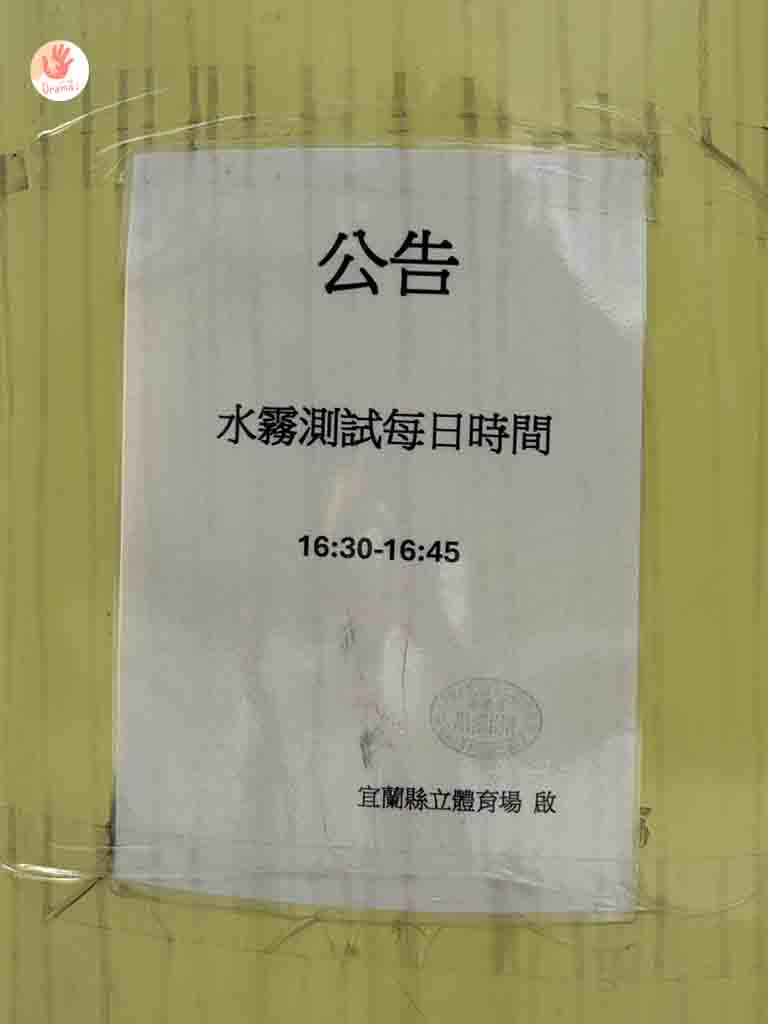 Drama
公告
水霧測試每日時間
16:30-16:45
宜蘭縣立體育場 啟